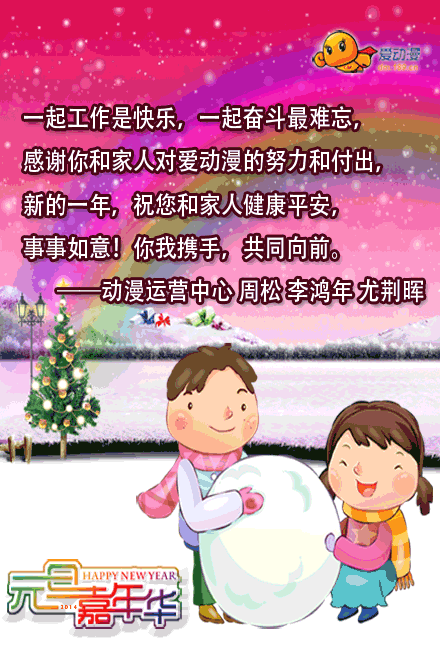 爱动漫
一起工作是快乐，一起奋斗最难忘，
感谢你和家人对爱动漫的努力和付出，
新的一年，祝您和家人健康平安，
事事如意！你我携手，共同向前。
——动漫运营中心 周松 李鸿年 尤荆晖
HAPPY NEW YEAR
元旦
2014
嘉年华